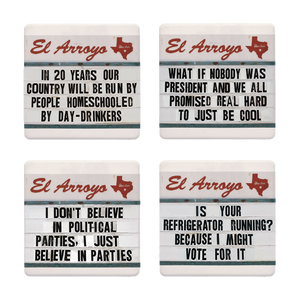 El Arroyo
IN 20 YEARS OUR
COUNTRY WILL BE RUN BY
PEOPLE HOMESCHOOLED
BY DAY-DRINKERS
El Arroyo
WHAT IF NOBODY WAS
PRESIDENT AND WE ALL
PROMISED REAL HARD
TO JUST BE COOL
El Arroyo
I DON'T BELIEVE
IN POLITICAL
PARTIES, I JUST
BELIEVE IN PARTIES
El Arroyo
IS YOUR
REFRIGERATOR RUNNING?
BECAUSE I MIGHT
VOTE FOR IT